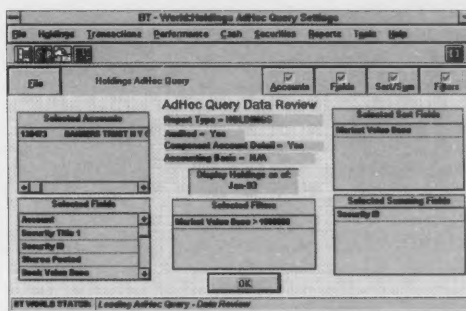 BT - World:Holdings AdHoc Query Settings
File Holdings Transactions Performance Cash Securities Reports Tools Help
File Holdings AdHoc Query Accounts Fields Sort/Sum Filters
AdHoc Query Data Review
Selected Accounts
BANKERS TRUST N Y
Report Type = HOLDINGS
Audited = Yes
Component Account Detail = Yes
Accounting Basis = N/A
Display Holdings as of:
Jan-93
Selected Sort Fields
Market Value Base
Selected Fields
Account
Security Title 1
Security ID
Shares Posted
Book Value Base
Selected Filters
Market Value Base > 1000000
Selected Summing Fields
Security ID
OK
BT WORLD STATUS: Loading AdHoc Query - Data Review